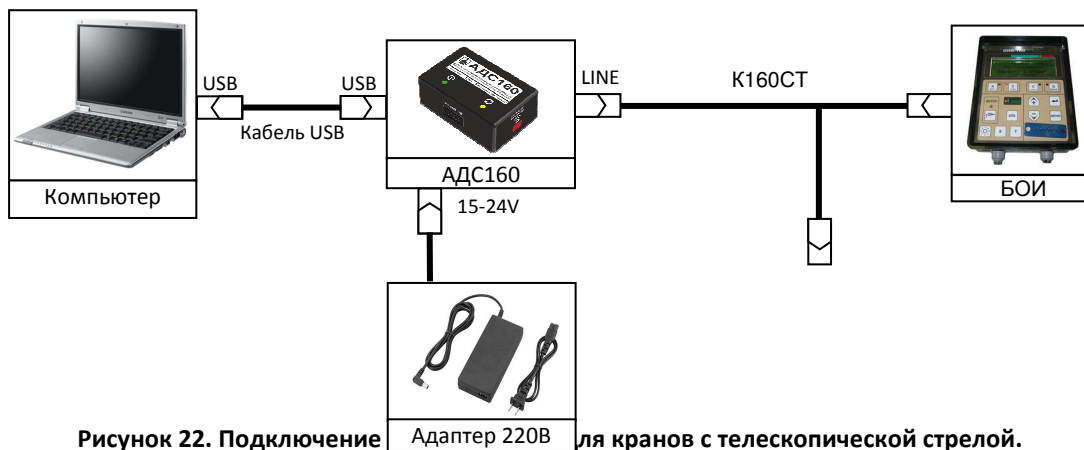 USB
USB
Кабель USB
LINE
К160СТ
АДС160
Компьютер
АДС160
БОИ
15-24V
Адаптер 220В
Рисунок 22. Подключение ля кранов с телескопической стрелой.